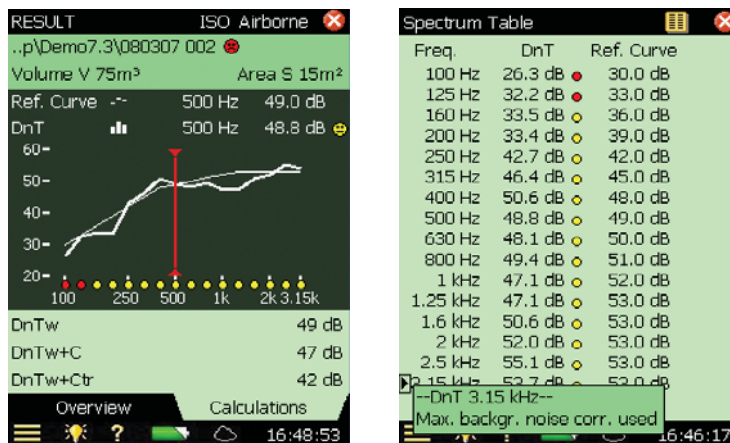 RESULT ISO Airborne
..p\Demo7.3\080307 002
Volume V 75m³ Area S 15m²
Ref. Curve 500 Hz 49.0 dB
DnT 500 Hz 48.8 dB
60
50
40
30
20
100 250 500 1k 2k 3.15k
DnTw 49 dB
DnTw+C 47 dB
DnTw+Ctr 42 dB
Overview Calculations
? 16:48:53
Spectrum Table
Freq. DnT Ref. Curve
100 Hz 26.3 dB 30.0 dB
125 Hz 32.2 dB 33.0 dB
160 Hz 33.5 dB 36.0 dB
200 Hz 33.4 dB 39.0 dB
250 Hz 42.7 dB 42.0 dB
315 Hz 46.4 dB 45.0 dB
400 Hz 50.6 dB 48.0 dB
500 Hz 48.8 dB 49.0 dB
630 Hz 48.1 dB 50.0 dB
800 Hz 49.4 dB 51.0 dB
1 kHz 47.1 dB 52.0 dB
1.25 kHz 47.1 dB 53.0 dB
1.6 kHz 50.6 dB 53.0 dB
2 kHz 52.0 dB 53.0 dB
2.5 kHz 55.1 dB 53.0 dB
3.15 kHz 53.7 dB 53.0 dB
--DnT 3.15 kHz--
Max. backgr. noise corr. used
16:46:17